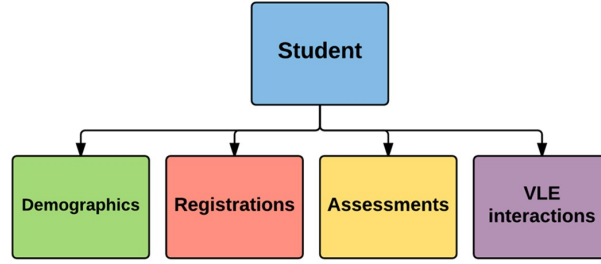 Student
Demographics
Registrations
Assessments
VLE
interactions